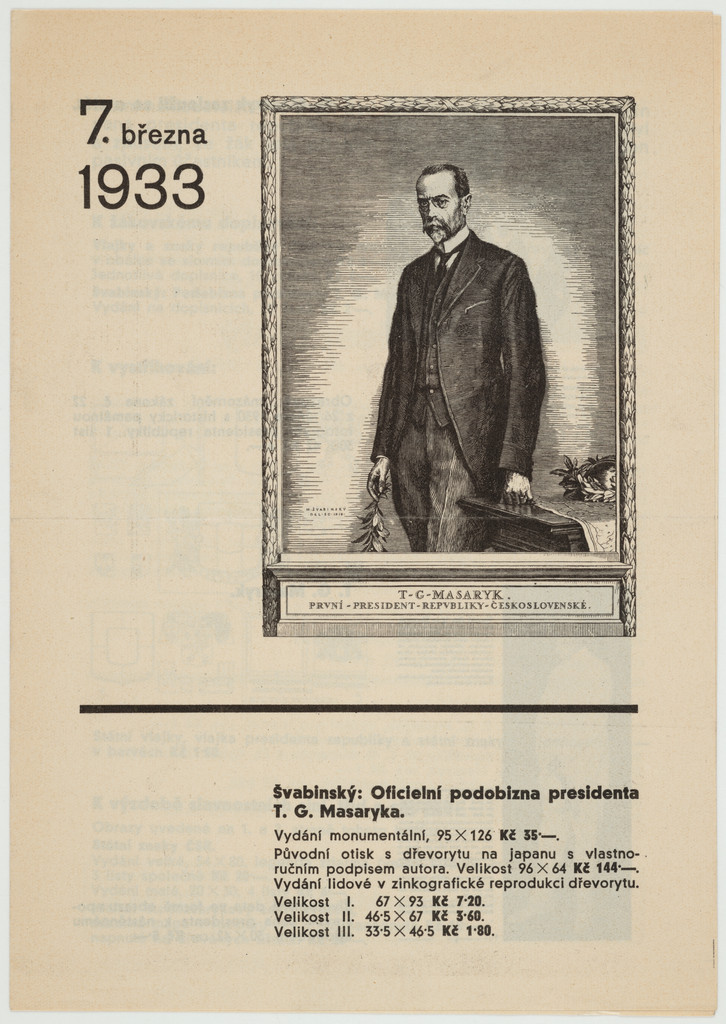 7. března
1933
T-G-MASARYK.
PRVNÍ-PRESIDENT-REPVBLIKY-ČESKOSLOVENSKÉ.
Švabinský: Oficielní podobizna presidenta
T. G. Masaryka.
Vydání monumentální, 95×126 Kč 35·—.
Původní otisk s dřevorytu na japanu s vlastno-
ručním podpisem autora. Velikost 96×64 Kč 144·—.
Vydání lidové v zinkografické reprodukci dřevorytu.
Velikost I. 67×93 Kč 7·20.
Velikost II. 46·5×67 Kč 3·60.
Velikost III. 33·5×46·5 Kč 1·80.